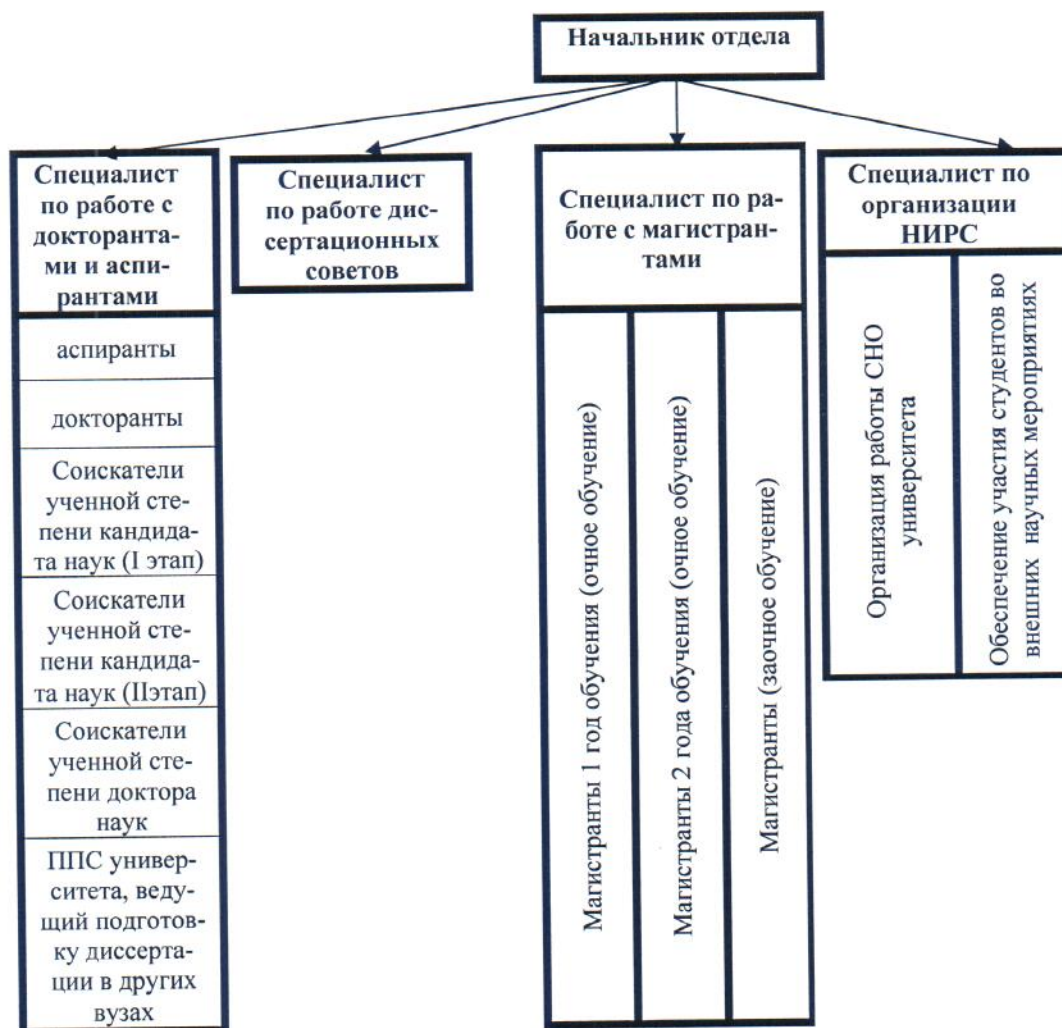 Начальник отдела
Специалист
по работе с
докторанта-
ми и аспи-
рантами
аспиранты
докторанты
Соискатели
ученной сте-
пени кандида-
та наук (I этап)
Соискатели
ученной сте-
пени кандида-
та наук (IIэтап)
Соискатели
ученной сте-
пени доктора
наук
ППС универ-
ситета, веду-
щий подготов-
ку диссерта-
ции в других
вузах
Специалист
по работе дис-
сертационных
советов
Специалист по ра-
боте с магистран-
тами
Магистранты 1 год обучения (очное обучение)
Магистранты 2 года обучения (очное обучение)
Магистранты (заочное обучение)
Специалист по
организации
НИРС
Организация работы СНО
университета
Обеспечение участия студентов во
внешних научных мероприятиях